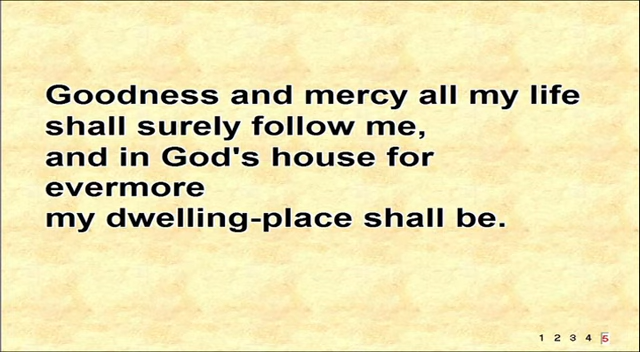 Goodness and mercy all my life
shall surely follow me,
and in God's house for
evermore
my dwelling-place shall be.
1 2 3 4 5